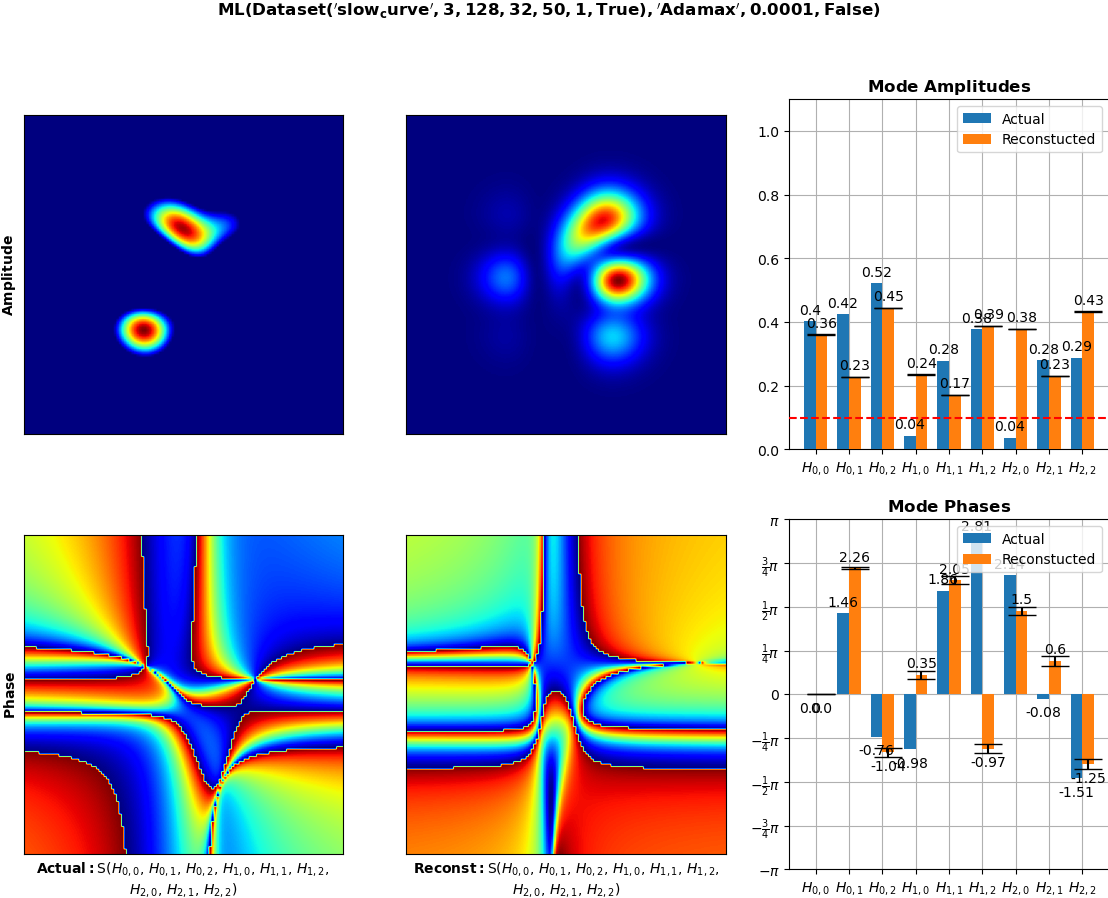 ML(Dataset('slow_curve', 3, 128, 32, 50, 1, True), 'Adamax', 0.0001, False)
Amplitude
Mode Amplitudes
Actual
Reconstucted
1.0
0.8
0.6
0.4
0.2
0.0
0.4
0.36
0.42
0.23
0.52
0.45
0.04
0.24
0.28
0.17
0.38
0.39
0.04
0.38
0.28
0.23
0.29
0.43
H0,0 H0,1 H0,2 H1,0 H1,1 H1,2 H2,0 H2,1 H2,2
Phase
Mode Phases
Actual
Reconstucted
π
3/4π
1/2π
1/4π
0
−1/4π
−1/2π
−3/4π
−π
0.0
0.0
1.46
2.26
-0.76
-1.04
-0.98
0.35
1.86
2.05
2.81
-0.97
2.14
1.5
-0.08
0.6
-1.51
-1.25
H0,0 H0,1 H0,2 H1,0 H1,1 H1,2 H2,0 H2,1 H2,2
Actual: S(H0,0, H0,1, H0,2, H1,0, H1,1, H1,2,
H2,0, H2,1, H2,2)
Reconst: S(H0,0, H0,1, H0,2, H1,0, H1,1, H1,2,
H2,0, H2,1, H2,2)